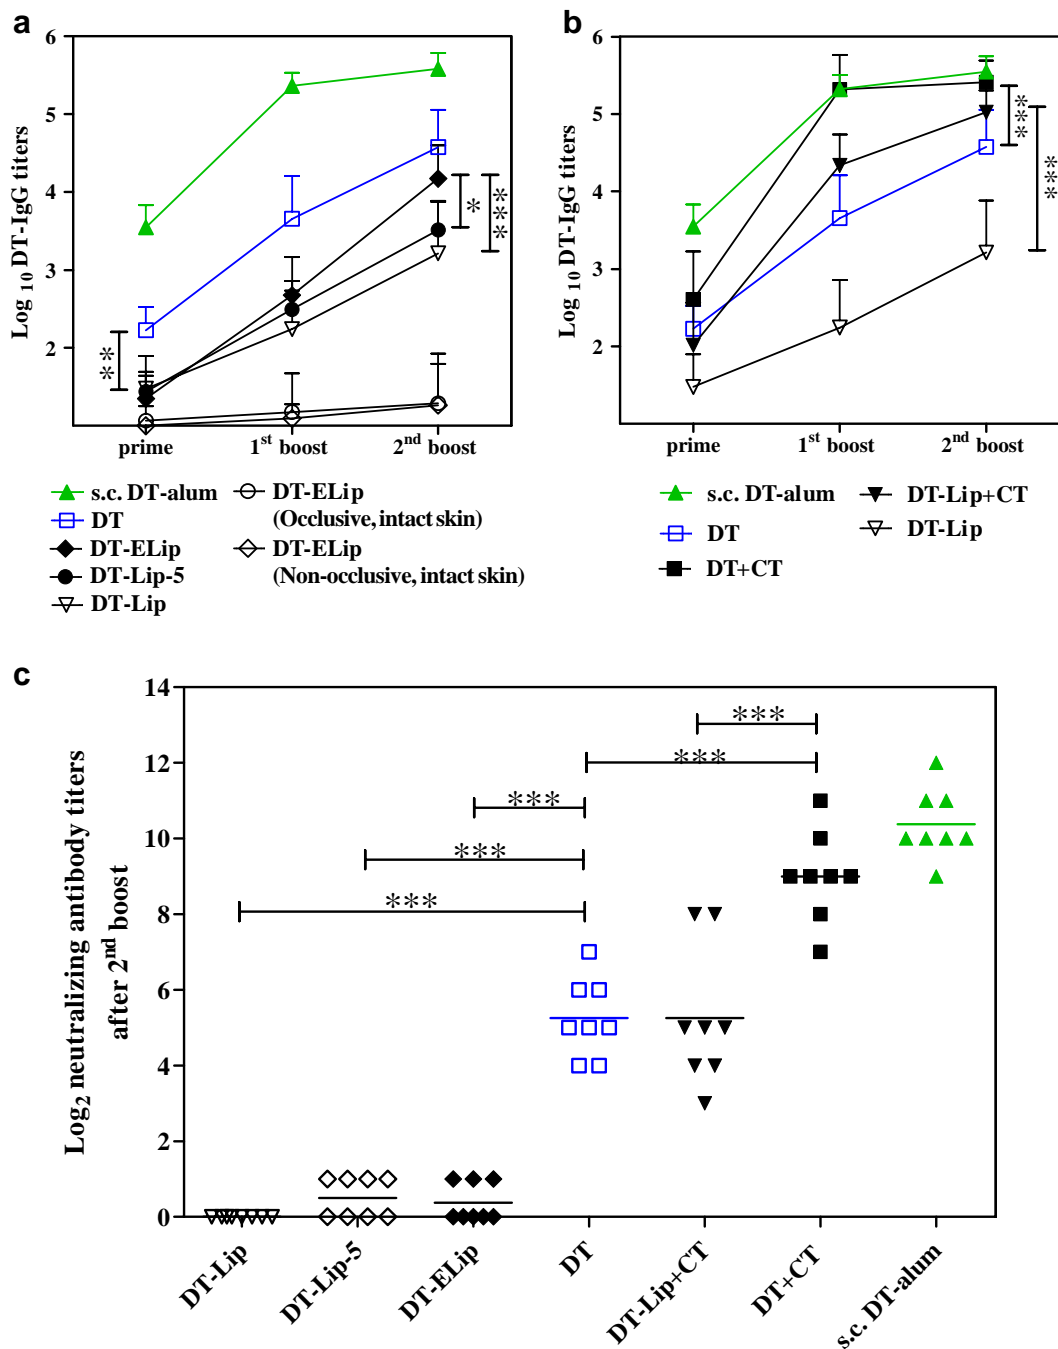 a
Log 10 DT-IgG titers
6
5
4
3
2
**
*
***
prime
1st boost
2nd boost
s.c. DT-alum
DT
DT-ELip
DT-Lip-5
DT-Lip
DT-ELip
(Occlusive, intact skin)
DT-ELip
(Non-occlusive, intact skin)
b
Log 10 DT-IgG titers
6
5
4
3
2
***
***
prime
1st boost
2nd boost
s.c. DT-alum
DT
DT+CT
DT-Lip+CT
DT-Lip
c
Log2 neutralizing antibody titers
after 2nd boost
14
12
10
8
6
4
2
0
***
***
***
***
***
DT-Lip
DT-Lip-5
DT-ELip
DT
DT-Lip+CT
DT+CT
s.c. DT-alum